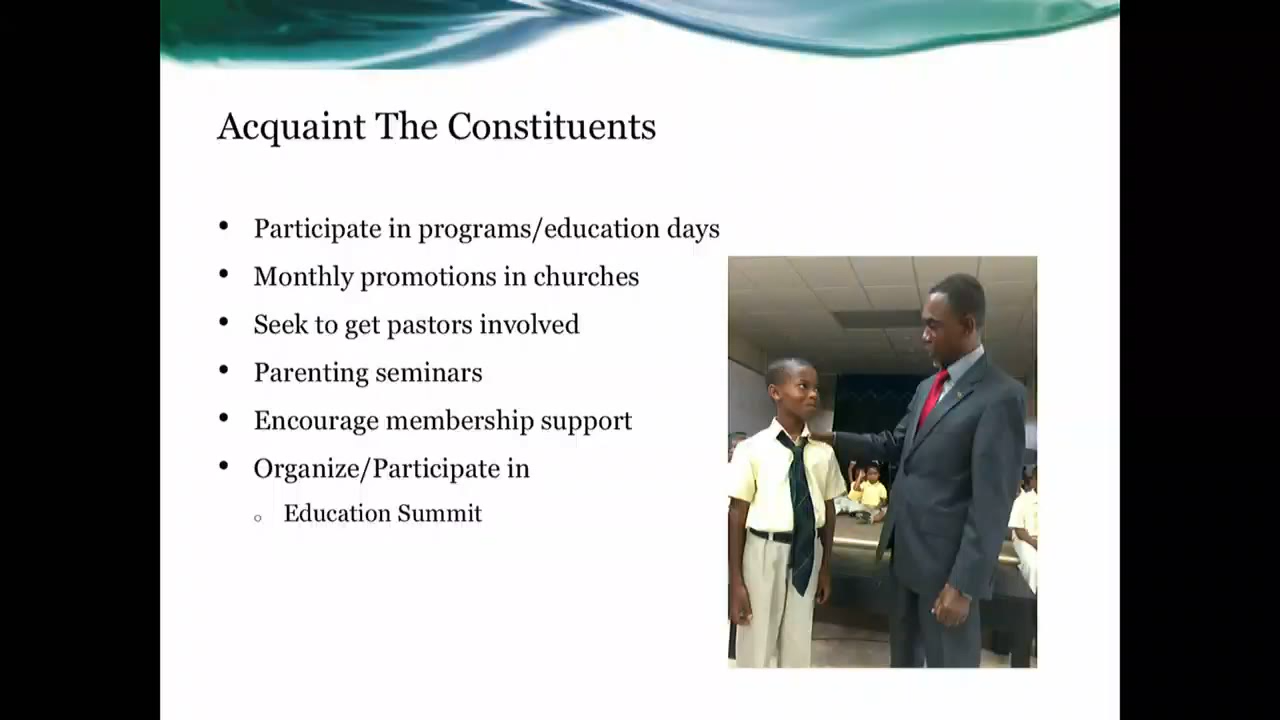 Acquaint The Constituents
• Participate in programs/education days
• Monthly promotions in churches
• Seek to get pastors involved
• Parenting seminars
• Encourage membership support
• Organize/Participate in
○ Education Summit